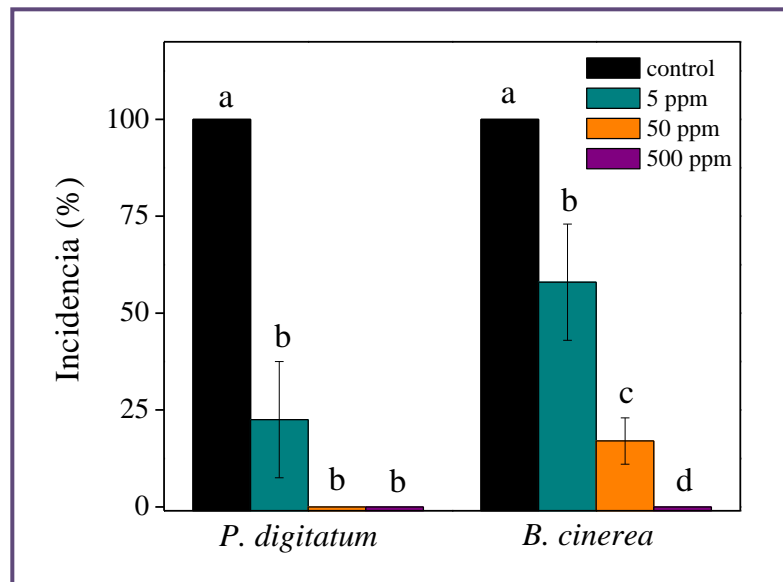 control
5 ppm
50 ppm
500 ppm
Incidencia (%)
100
75
50
25
0
a
b
b
b
a
b
c
d
P. digitatum
B. cinerea